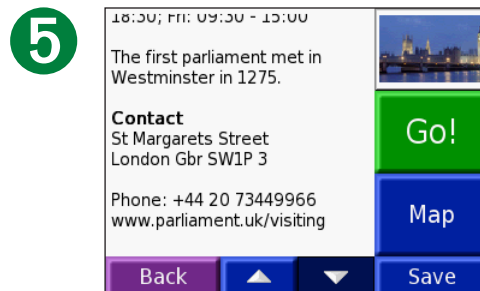 5
18:30; Fri: 09:30 - 15:00
The first parliament met in
Westminster in 1275.
Contact
St Margarets Street
London Gbr SW1P 3
Phone: +44 20 73449966
www.parliament.uk/visiting
Go!
Map
Back
Save